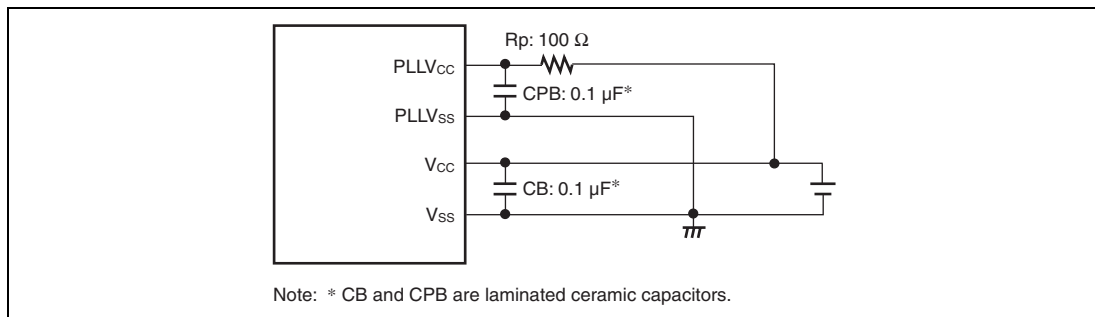 Rp: 100 Ω
PLLVCC
CPB: 0.1 µF*
PLLVSS
VCC
CB: 0.1 µF*
VSS
Note: * CB and CPB are laminated ceramic capacitors.